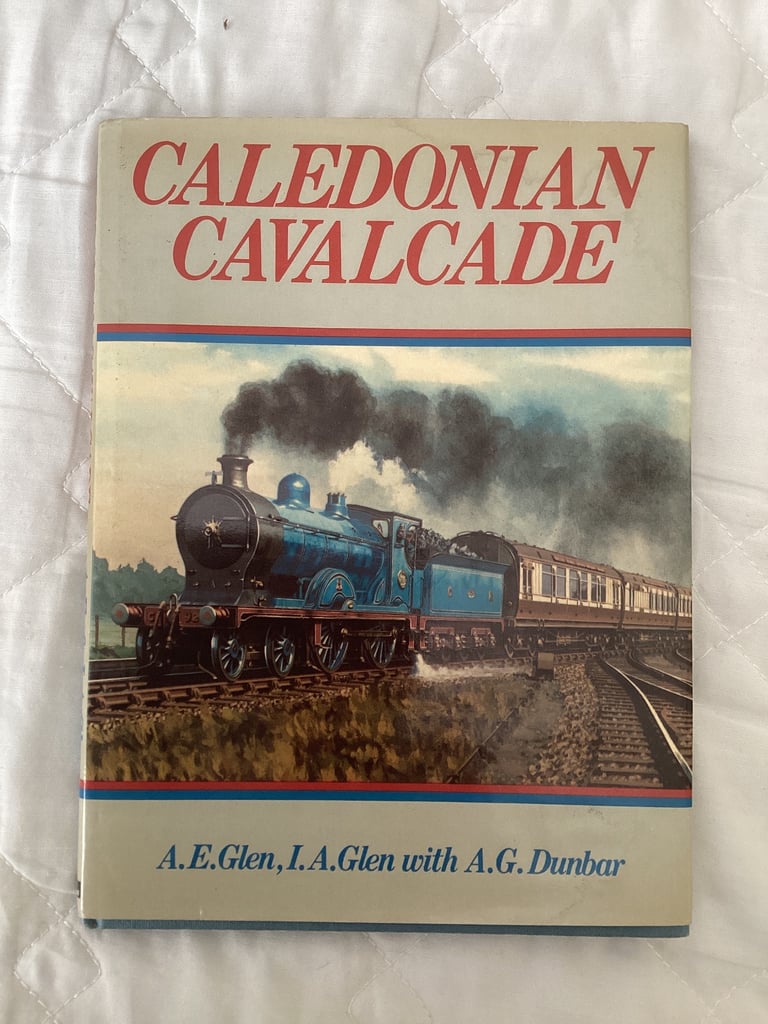 CALEDONIAN
CAVALCADE
A.E.Glen, I.A.Glen with A.G. Dunbar